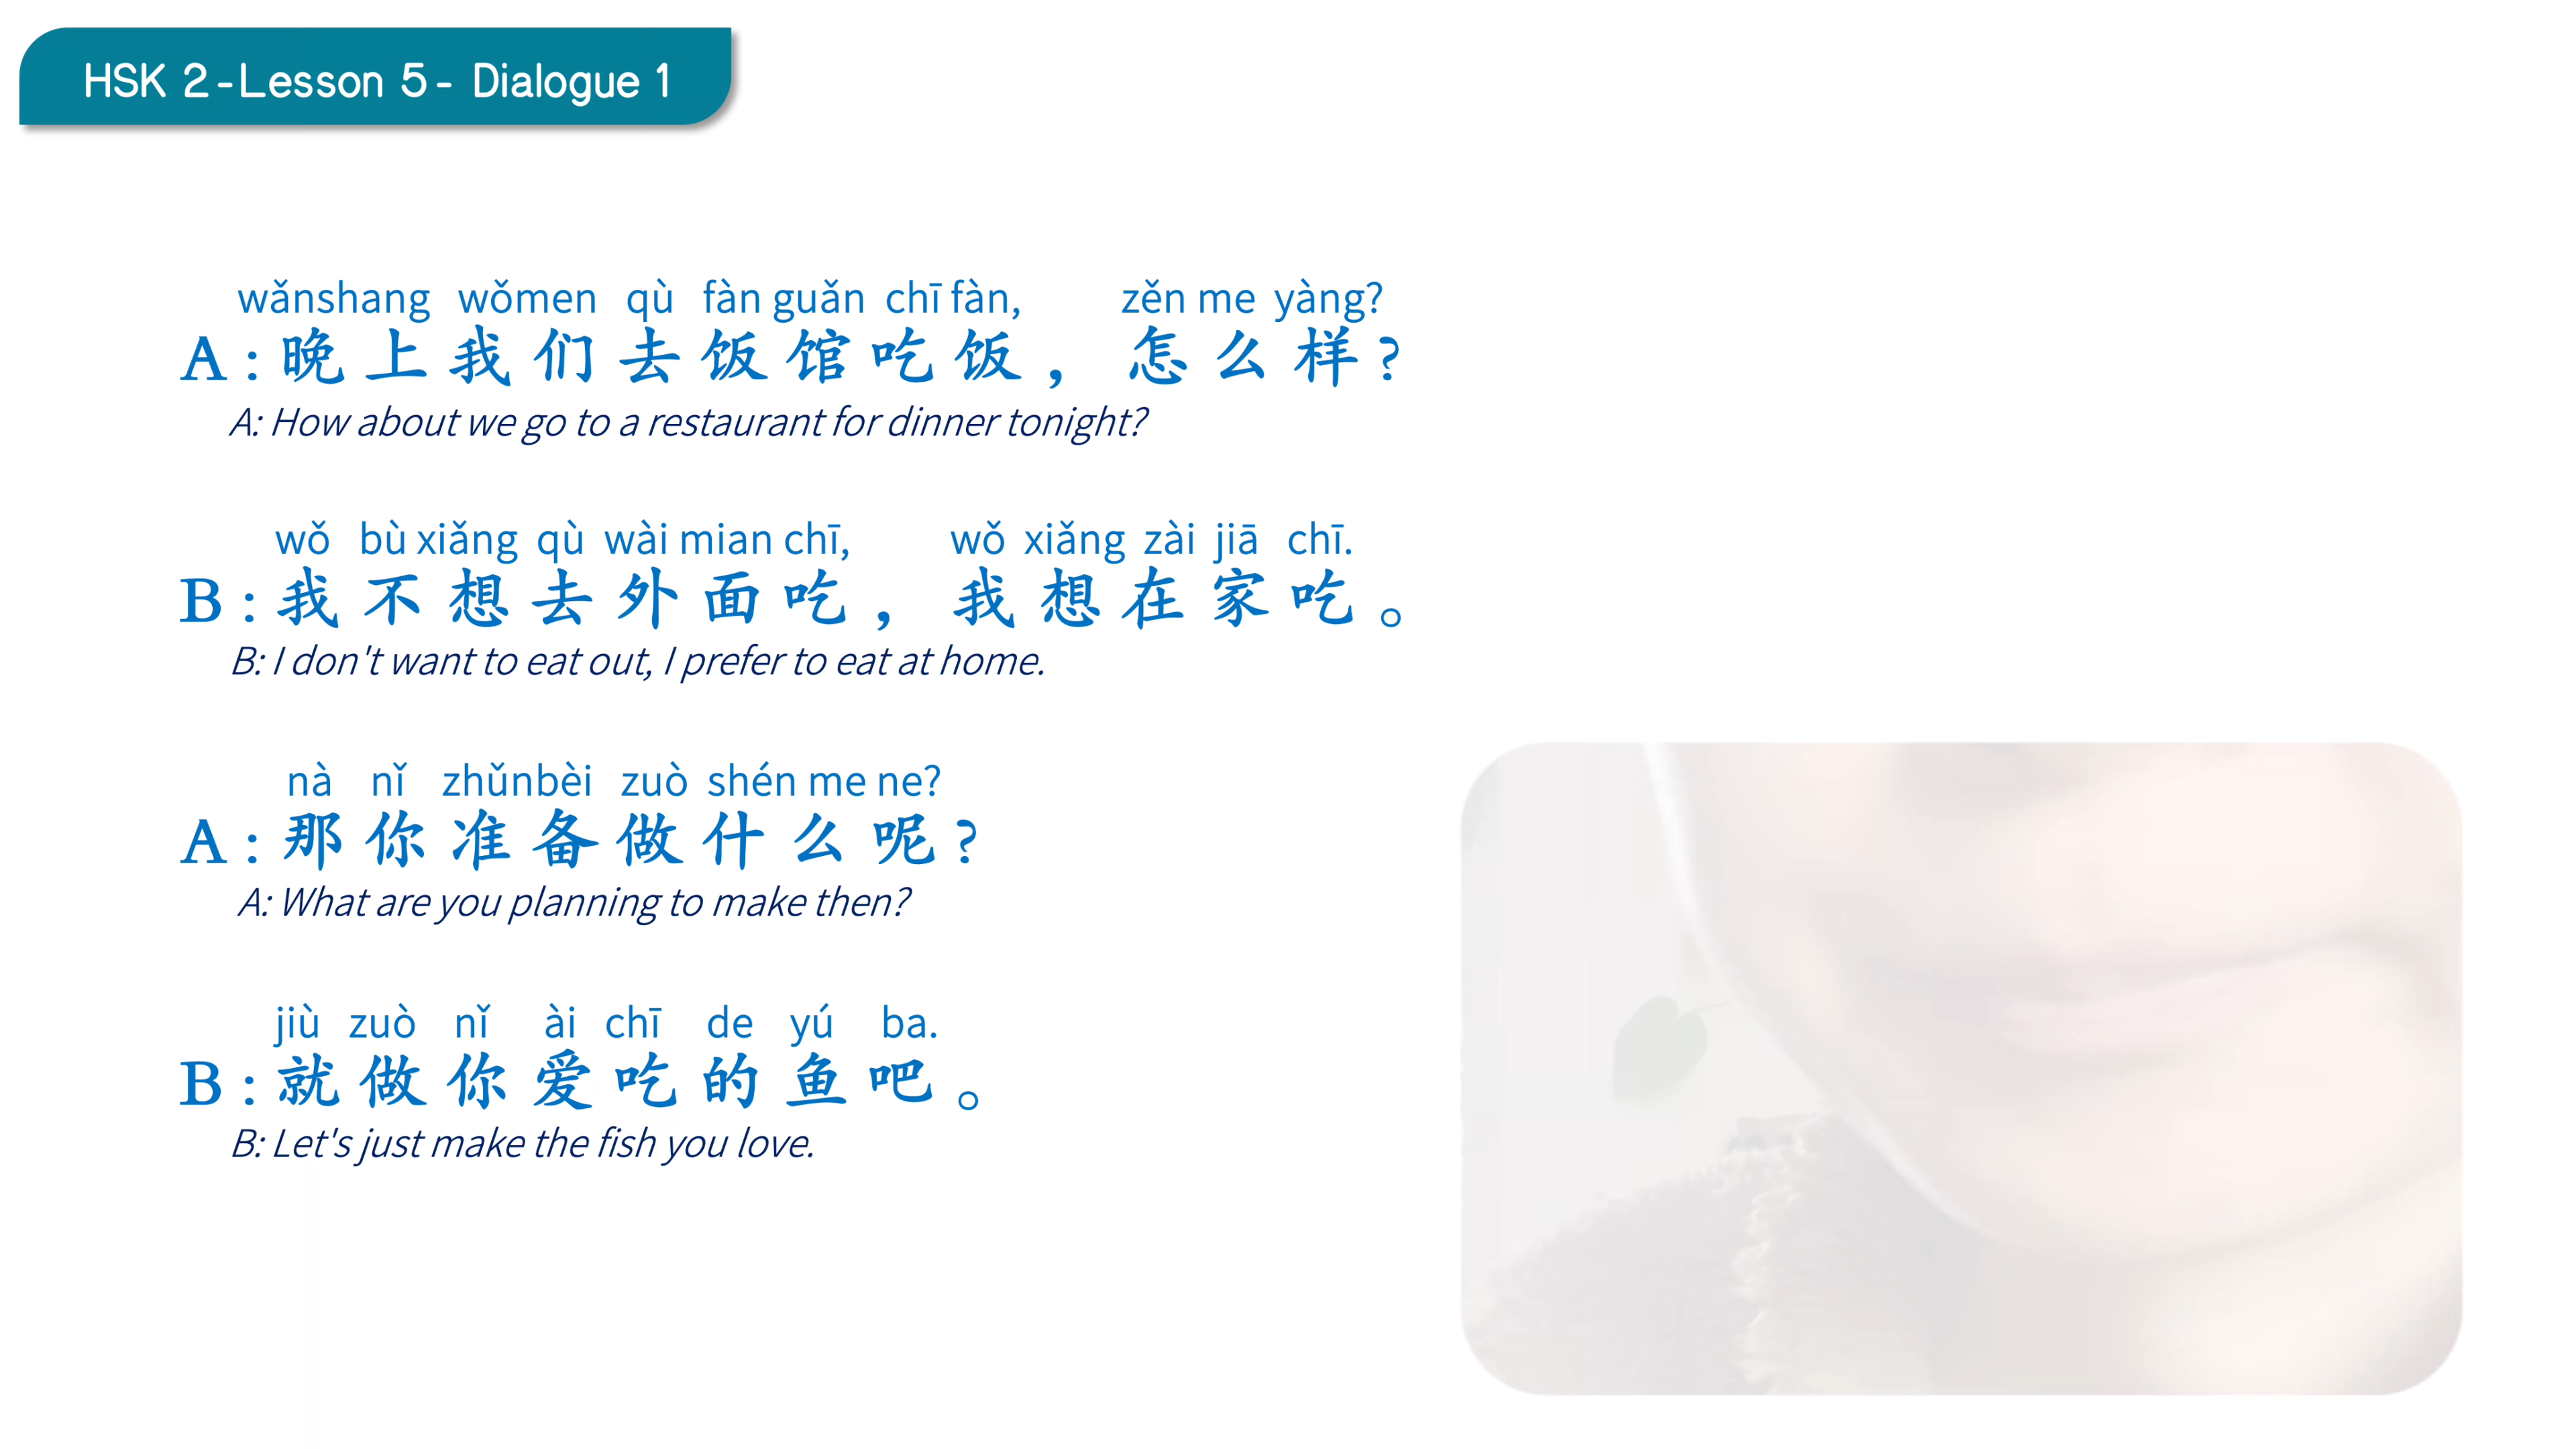 HSK 2-Lesson 5- Dialogue 1
wǎnshang wǒmen qù fàn guǎn chī fàn, zěn me yàng?
A:晚上我们去饭馆吃饭，怎么样?
A: How about we go to a restaurant for dinner tonight?
wǒ bù xiǎng qù wài mian chī, wǒ xiǎng zài jiā chī.
B:我不想去外面吃，我想在家吃。
B: I don't want to eat out, I prefer to eat at home.
nà nǐ zhǔnbèi zuò shén me ne?
A:那你准备做什么呢?
A: What are you planning to make then?
jiù zuò nǐ ài chī de yú ba.
B:就做你爱吃的鱼吧。
B: Let's just make the fish you love.